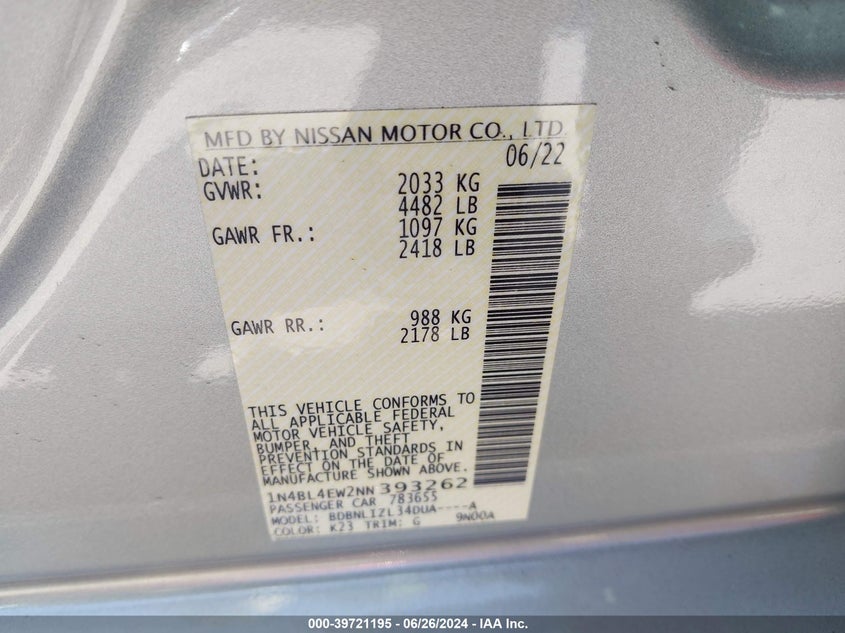 MFD BY NISSAN MOTOR CO., LTD.
DATE: 06/22
GVWR: 2033 KG
4482 LB
GAWR FR.: 1097 KG
2418 LB
GAWR RR.: 988 KG
2178 LB
THIS VEHICLE CONFORMS TO
ALL APPLICABLE FEDERAL
MOTOR VEHICLE SAFETY,
BUMPER, AND THEFT
PREVENTION STANDARDS IN
EFFECT ON THE DATE OF
MANUFACTURE SHOWN ABOVE.
1N4BL4EW2NN393262
PASSENGER CAR 783655
MODEL: BDBNLIZL34DUA----A
COLOR: K23 TRIM: G 9N00A
000-39721195 - 06/26/2024 - IAA Inc.